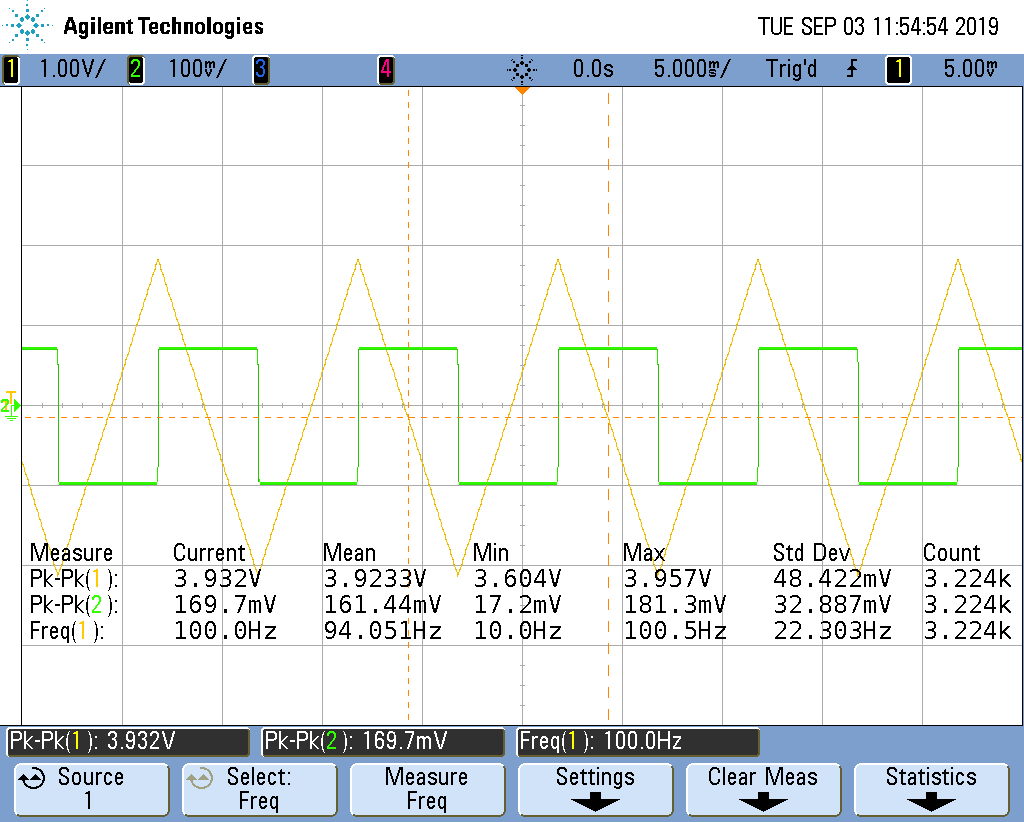 Agilent Technologies TUE SEP 03 11:54:54 2019
1 1.00V/ 2 100mV/ 3 4 0.0s 5.000ms/ Trig'd 1 5.00mV
T
2
Measure Current Mean Min Max Std Dev Count
Pk-Pk(1): 3.932V 3.9233V 3.604V 3.957V 48.422mV 3.224k
Pk-Pk(2): 169.7mV 161.44mV 17.2mV 181.3mV 32.887mV 3.224k
Freq(1): 100.0Hz 94.051Hz 10.0Hz 100.5Hz 22.303Hz 3.224k
Pk-Pk(1): 3.932V Pk-Pk(2): 169.7mV Freq(1): 100.0Hz
Source Select: Measure Settings Clear Meas Statistics
1 Freq Freq